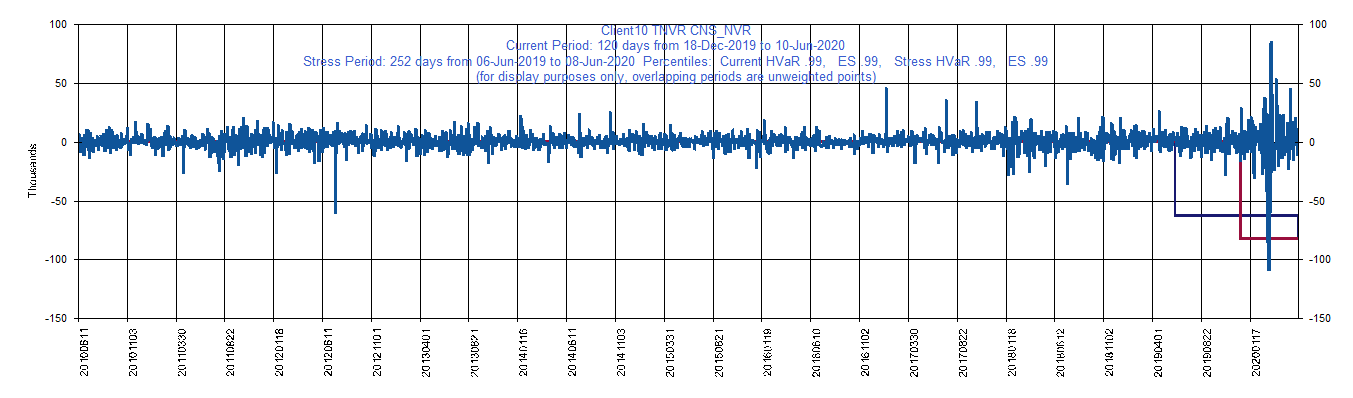 Client10 TNVR CNS_NVR
Current Period: 120 days from 18-Dec-2019 to 10-Jun-2020
Stress Period: 252 days from 06-Jun-2019 to 08-Jun-2020 Percentiles: Current HVaR .99, ES .99, Stress HVaR .99, ES .99
(for display purposes only, overlapping periods are unweighted points)
100 100
50 50
0 0
-50 -50
-100 -100
-150 -150
Thousands
20100611 20101103 20110330 20110822 20120118 20120611 20121101 20130401 20130821 20140116 20140611 20141103 20150331 20150821 20160119 20160610 20161102 20170330 20170822 20180118 20180612 20181102 20190401 20190822 20200117